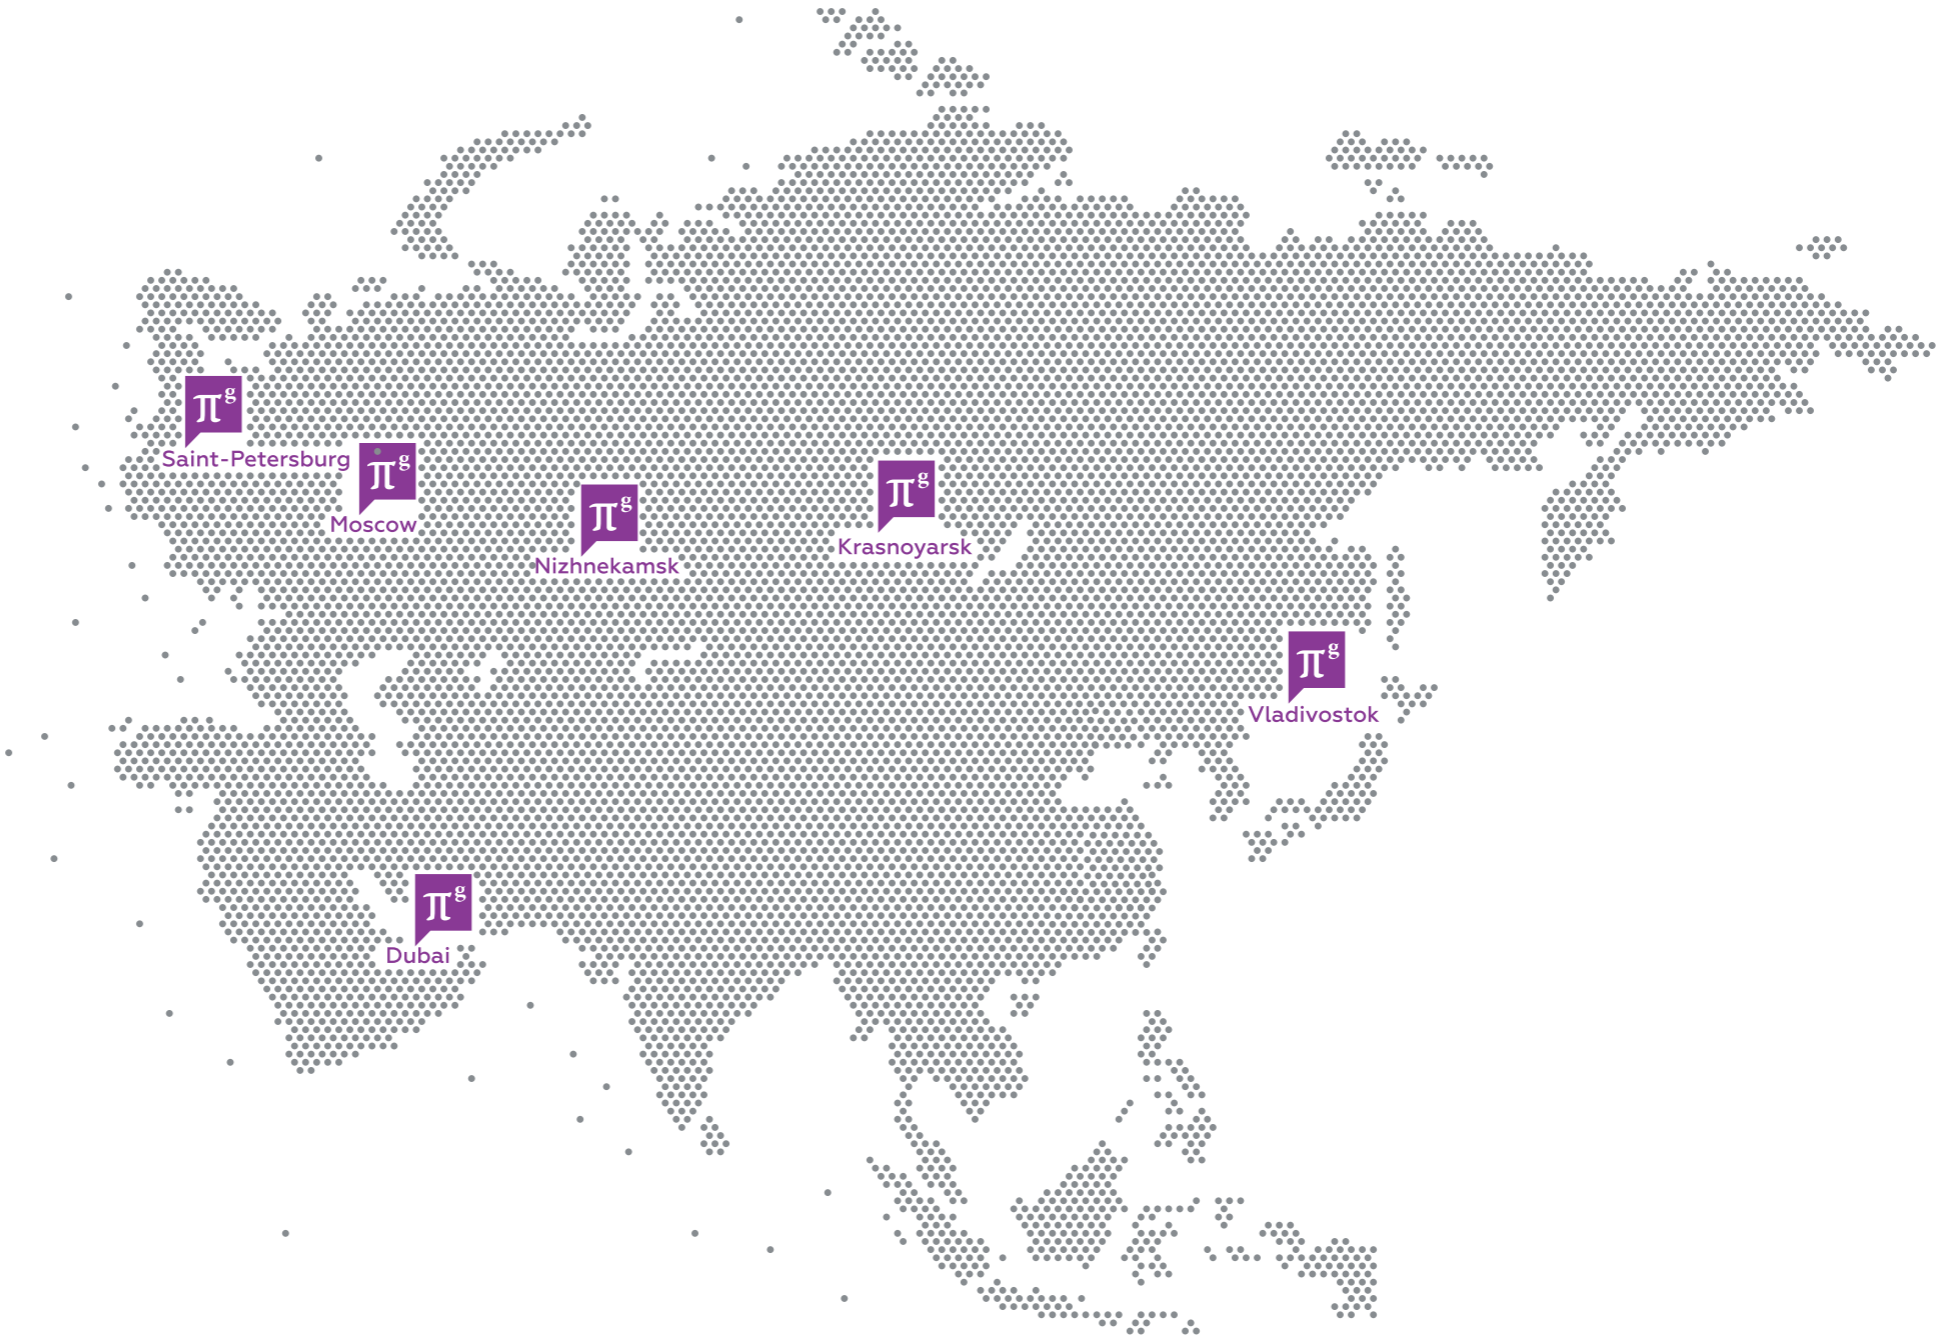 πg
Saint-Petersburg
πg
Moscow
πg
Nizhnekamsk
πg
Krasnoyarsk
πg
Vladivostok
πg
Dubai